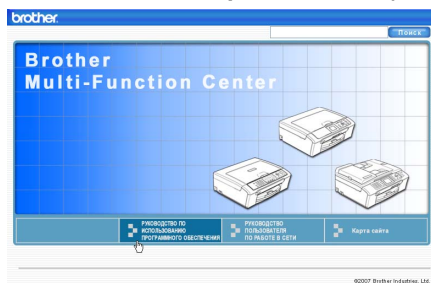 brother.
Поиск
Brother
Multi-Function Center
РУКОВОДСТВО ПО
ИСПОЛЬЗОВАНИЮ
ПРОГРАММНОГО ОБЕСПЕЧЕНИЯ
РУКОВОДСТВО
ПОЛЬЗОВАТЕЛЯ
ПО РАБОТЕ В СЕТИ
Карта сайта
©2007 Brother Industries, Ltd.